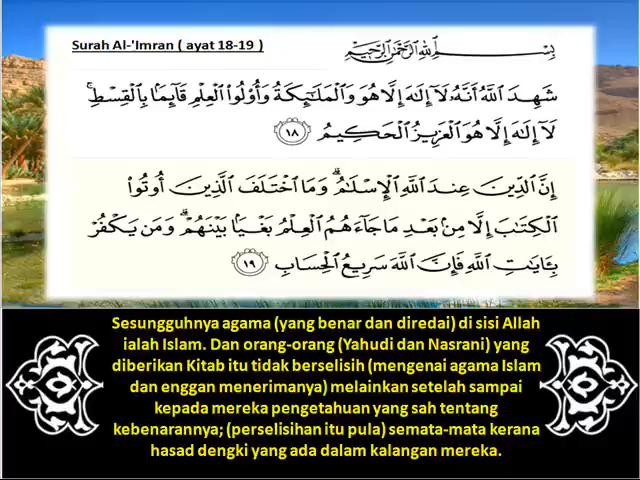 Surah Al-'Imran ( ayat 18-19 )
بِسْمِ اللَّهِ الرَّحْمَٰنِ الرَّحِيمِ
شَهِدَ اللَّهُ أَنَّهُ لَا إِلَٰهَ إِلَّا هُوَ وَالْمَلَائِكَةُ وَأُولُو الْعِلْمِ قَائِمًا بِالْقِسْطِ ۚ
لَا إِلَٰهَ إِلَّا هُوَ الْعَزِيزُ الْحَكِيمُ ١٨
إِنَّ الدِّينَ عِندَ اللَّهِ الْإِسْلَامُ ۗ وَمَا اخْتَلَفَ الَّذِينَ أُوتُوا
الْكِتَابَ إِلَّا مِن بَعْدِ مَا جَاءَهُمُ الْعِلْمُ بَغْيًا بَيْنَهُمْ ۗ وَمَن يَكْفُرْ
بِآيَاتِ اللَّهِ فَإِنَّ اللَّهَ سَرِيعُ الْحِسَابِ ١٩
Sesungguhnya agama (yang benar dan diredai) di sisi Allah
ialah Islam. Dan orang-orang (Yahudi dan Nasrani) yang
diberikan Kitab itu tidak berselisih (mengenai agama Islam
dan enggan menerimanya) melainkan setelah sampai
kepada mereka pengetahuan yang sah tentang
kebenarannya; (perselisihan itu pula) semata-mata kerana
hasad dengki yang ada dalam kalangan mereka.